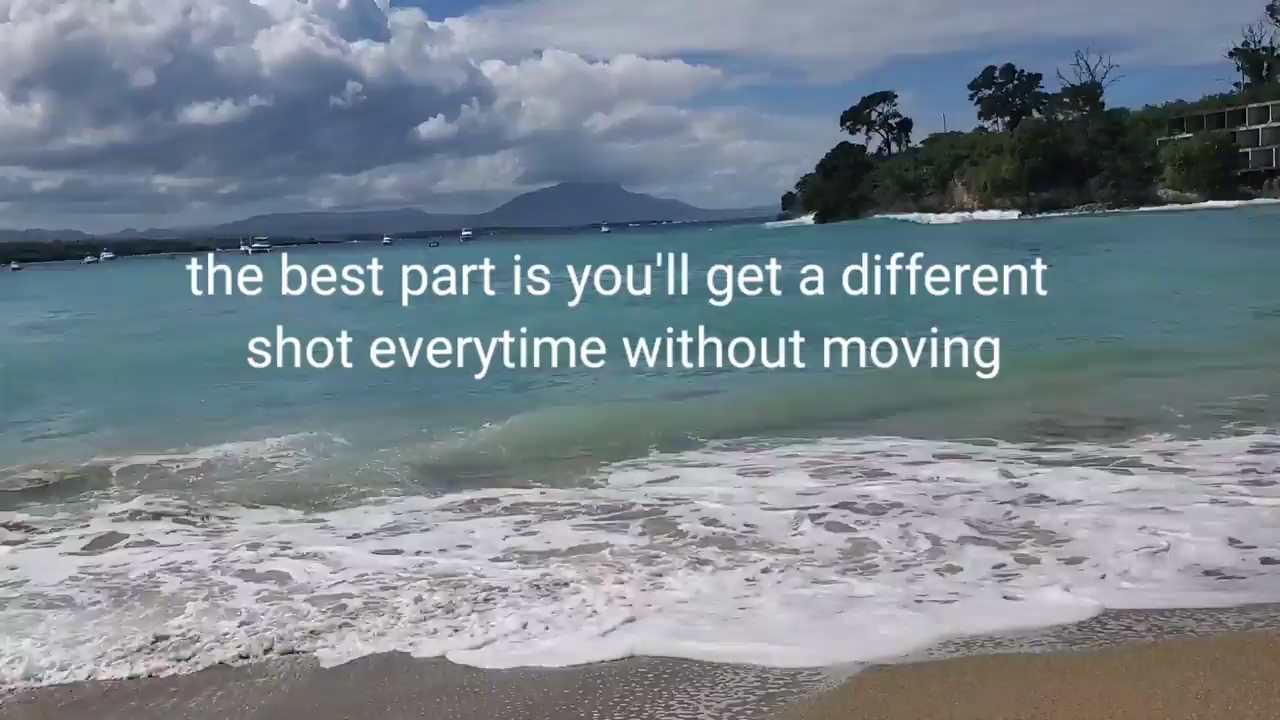 the best part is you'll get a different
shot everytime without moving